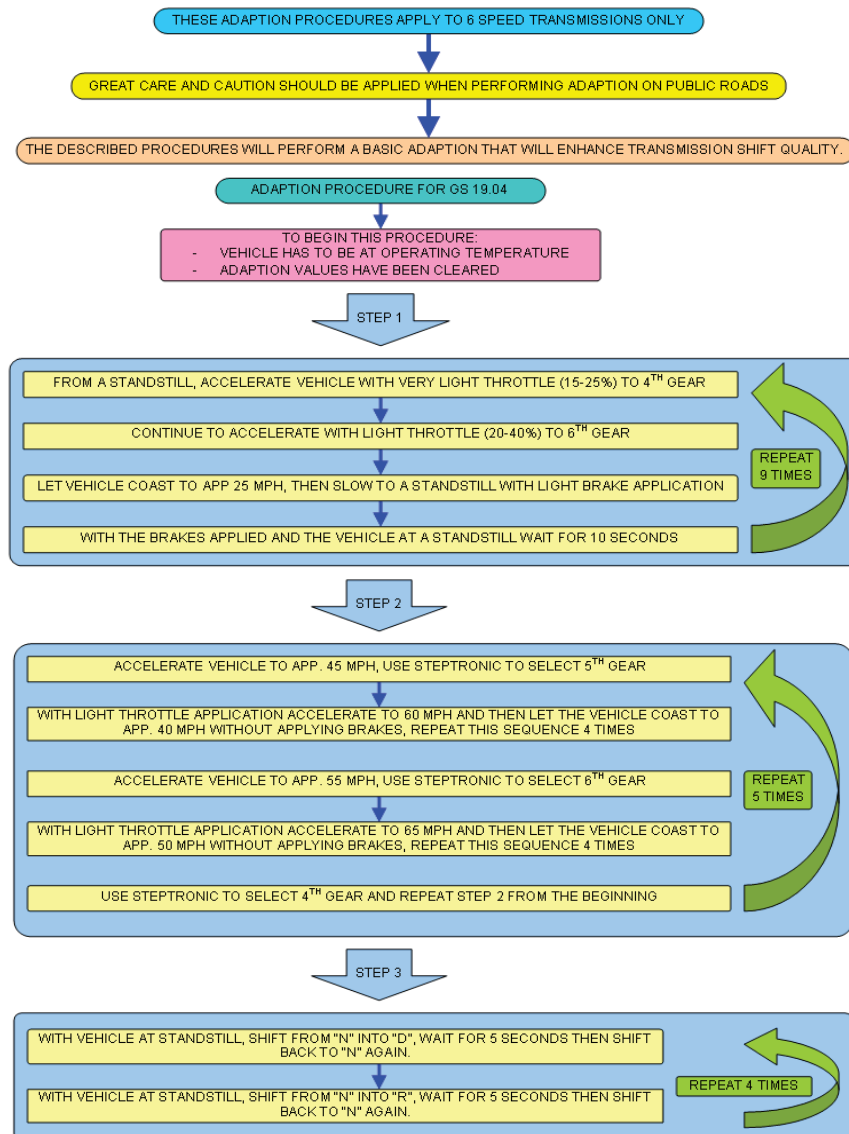 THESE ADAPTION PROCEDURES APPLY TO 6 SPEED TRANSMISSIONS ONLY
GREAT CARE AND CAUTION SHOULD BE APPLIED WHEN PERFORMING ADAPTION ON PUBLIC ROADS
THE DESCRIBED PROCEDURES WILL PERFORM A BASIC ADAPTION THAT WILL ENHANCE TRANSMISSION SHIFT QUALITY.
ADAPTION PROCEDURE FOR GS 19.04
TO BEGIN THIS PROCEDURE:
- VEHICLE HAS TO BE AT OPERATING TEMPERATURE
- ADAPTION VALUES HAVE BEEN CLEARED
STEP 1
FROM A STANDSTILL, ACCELERATE VEHICLE WITH VERY LIGHT THROTTLE (15-25%) TO 4TH GEAR
CONTINUE TO ACCELERATE WITH LIGHT THROTTLE (20-40%) TO 6TH GEAR
LET VEHICLE COAST TO APP 25 MPH, THEN SLOW TO A STANDSTILL WITH LIGHT BRAKE APPLICATION
WITH THE BRAKES APPLIED AND THE VEHICLE AT A STANDSTILL WAIT FOR 10 SECONDS
REPEAT
9 TIMES
STEP 2
ACCELERATE VEHICLE TO APP. 45 MPH, USE STEPTRONIC TO SELECT 5TH GEAR
WITH LIGHT THROTTLE APPLICATION ACCELERATE TO 60 MPH AND THEN LET THE VEHICLE COAST TO
APP. 40 MPH WITHOUT APPLYING BRAKES, REPEAT THIS SEQUENCE 4 TIMES
ACCELERATE VEHICLE TO APP. 55 MPH, USE STEPTRONIC TO SELECT 6TH GEAR
WITH LIGHT THROTTLE APPLICATION ACCELERATE TO 65 MPH AND THEN LET THE VEHICLE COAST TO
APP. 50 MPH WITHOUT APPLYING BRAKES, REPEAT THIS SEQUENCE 4 TIMES
USE STEPTRONIC TO SELECT 4TH GEAR AND REPEAT STEP 2 FROM THE BEGINNING
REPEAT
5 TIMES
STEP 3
WITH VEHICLE AT STANDSTILL, SHIFT FROM "N" INTO "D", WAIT FOR 5 SECONDS THEN SHIFT
BACK TO "N" AGAIN.
WITH VEHICLE AT STANDSTILL, SHIFT FROM "N" INTO "R", WAIT FOR 5 SECONDS THEN SHIFT
BACK TO "N" AGAIN.
REPEAT 4 TIMES